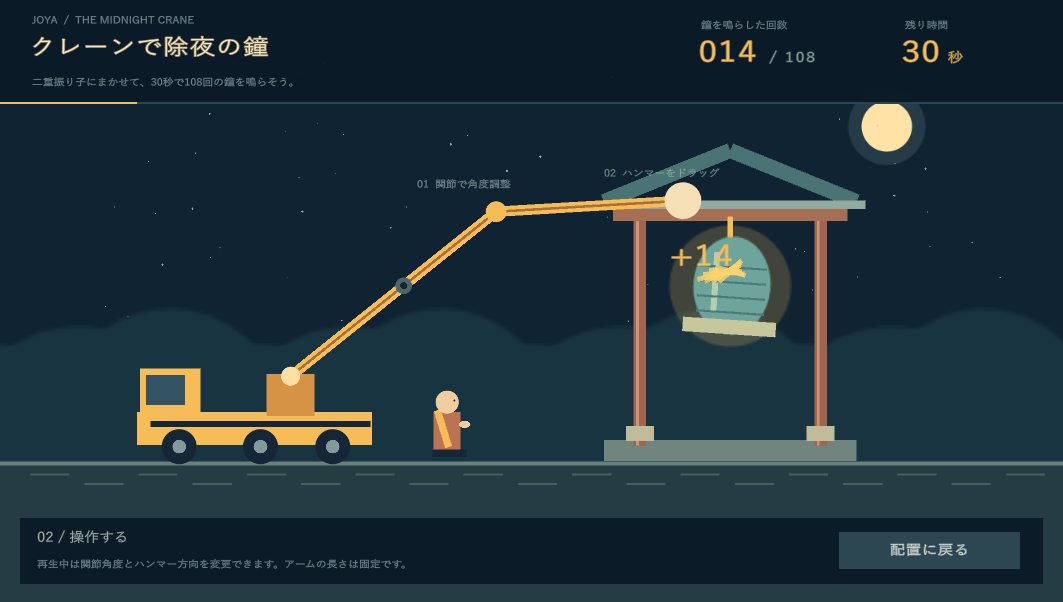 JOYA / THE MIDNIGHT CRANE
クレーンで除夜の鐘
二重振り子にまかせて、30秒で108回の鐘を鳴らそう。
鐘を鳴らした回数
014 / 108
残り時間
30 秒
01 関節で角度調整
02 ハンマーをドラッグ
+14
02 / 操作する
再生中は関節角度とハンマー方向を変更できます。アームの長さは固定です。
配置に戻る